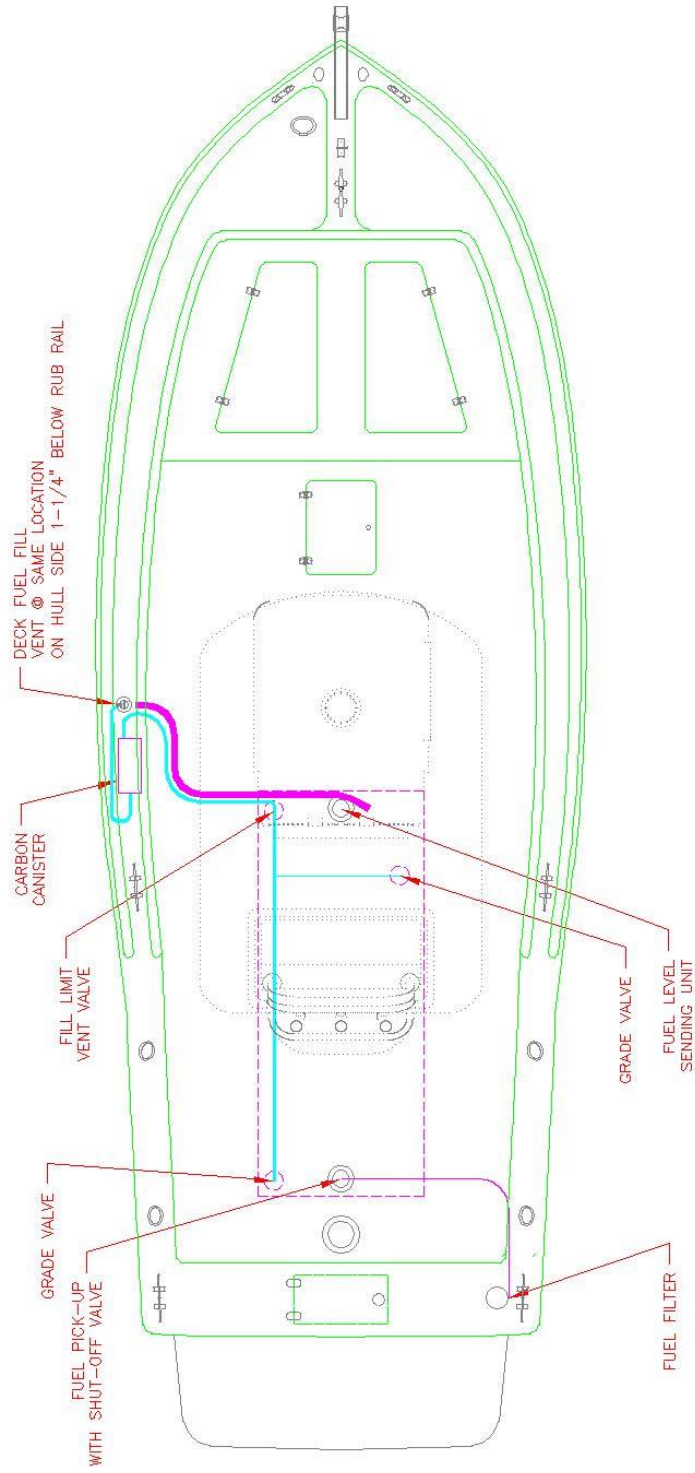 DECK FUEL FILL
VENT @ SAME LOCATION
ON HULL SIDE 1-1/4" BELOW RUB RAIL
CARBON
CANISTER
FILL LIMIT
VENT VALVE
GRADE VALVE
FUEL PICK-UP
WITH SHUT-OFF VALVE
FUEL LEVEL
SENDING UNIT
GRADE VALVE
FUEL FILTER